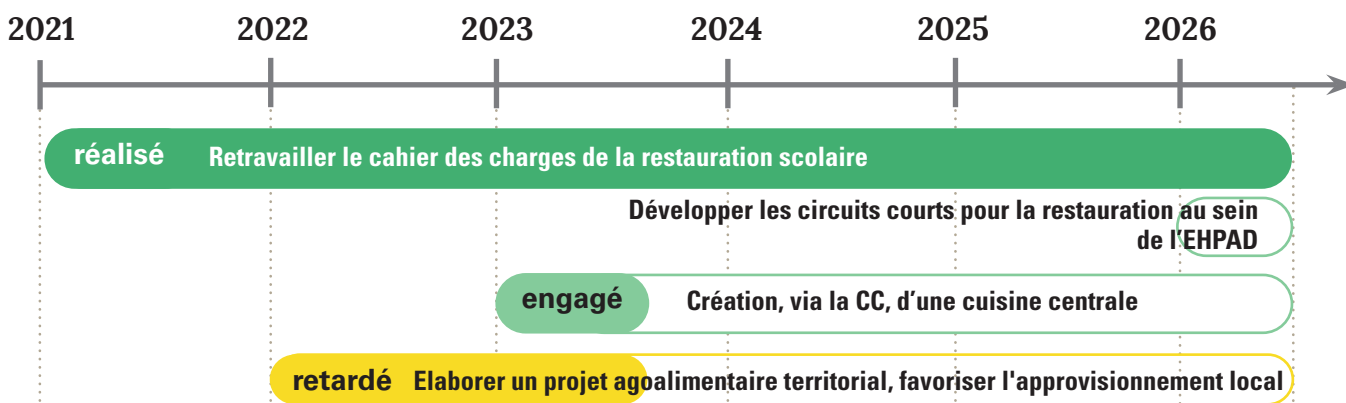 2021 2022 2023 2024 2025 2026
réalisé Retravailler le cahier des charges de la restauration scolaire
Développer les circuits courts pour la restauration au sein
de l'EHPAD
engagé Création, via la CC, d'une cuisine centrale
retardé Elaborer un projet agoalimentaire territorial, favoriser l'approvisionnement local